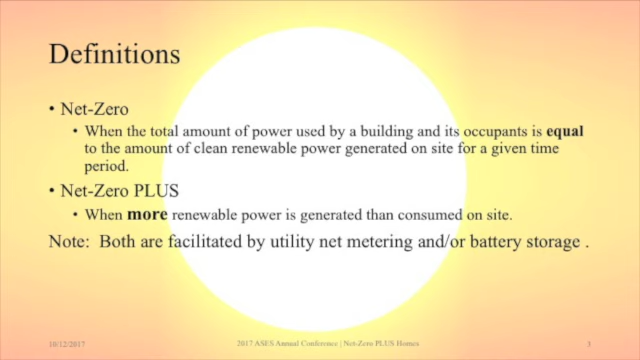 Definitions
• Net-Zero
• When the total amount of power used by a building and its occupants is equal
to the amount of clean renewable power generated on site for a given time
period.
• Net-Zero PLUS
• When more renewable power is generated than consumed on site.
Note:  Both are facilitated by utility net metering and/or battery storage .
10/12/2017
2017 ASES Annual Conference | Net-Zero PLUS Homes
3